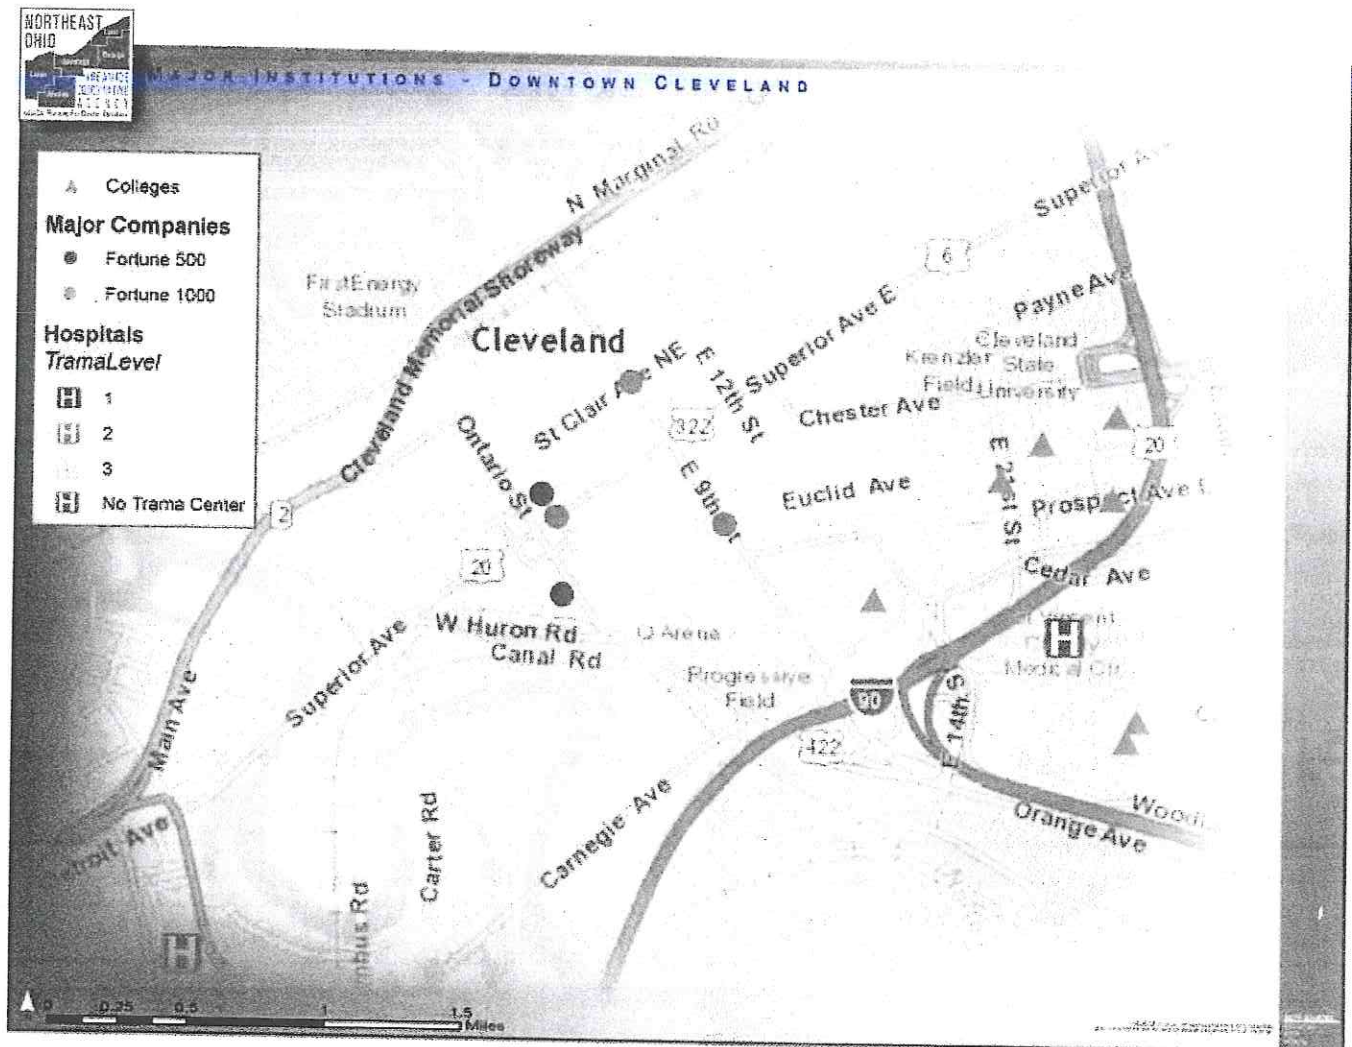 NORTHEAST
OHIO
MAJOR INSTITUTIONS - DOWNTOWN CLEVELAND
Colleges
Major Companies
Fortune 500
Fortune 1000
Hospitals
TramaLevel
H 1
H 2
3
H No Trama Center
N Marginal Rd
Superior Ave
6
FirstEnergy
Stadium
Cleveland Memorial Shoreway
Payne Ave
Cleveland
Superior Ave E
Cleveland
State
University
Krenzler
Field
St Clair Ave NE
E 12th St
Chester Ave
322
20
Ontario St
E 9th St
Euclid Ave
E 21st St
Prospect Ave
2
20
Cedar Ave
W Huron Rd
Canal Rd
Q Arena
H
Medical Ctr
Superior Ave
Progressive
Field
90
E 14th S
Main Ave
422
Orange Ave
Detroit Ave
Carter Rd
Carnegie Ave
mbus Rd
H
0 0.25 0.5 1 1.5
Miles